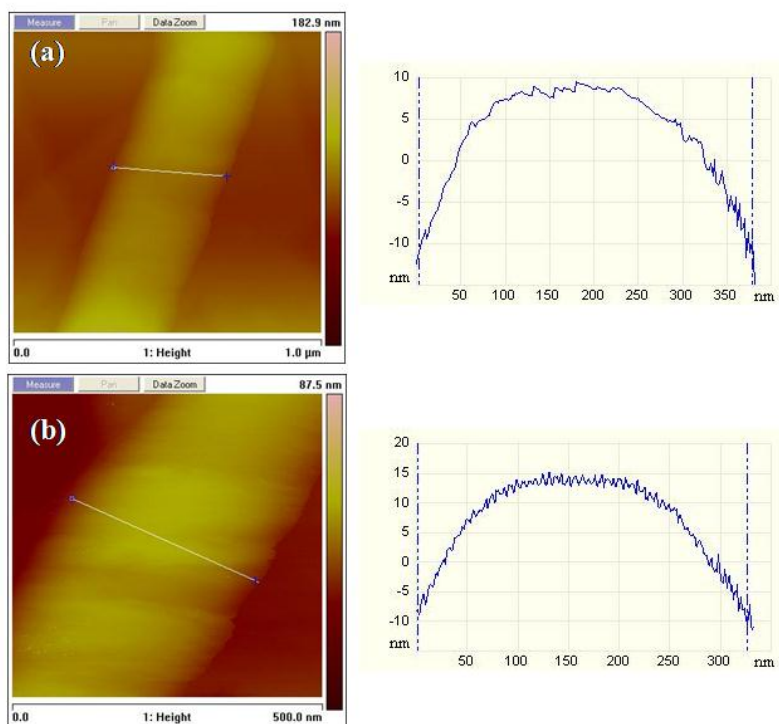 Measure Pan Data Zoom 182.9 nm
(a)
0.0 1: Height 1.0 µm
10
5
0
-5
-10
nm
50 100 150 200 250 300 350 nm
Measure Pan Data Zoom 87.5 nm
(b)
0.0 1: Height 500.0 nm
20
15
10
5
0
-5
-10
nm
50 100 150 200 250 300 nm